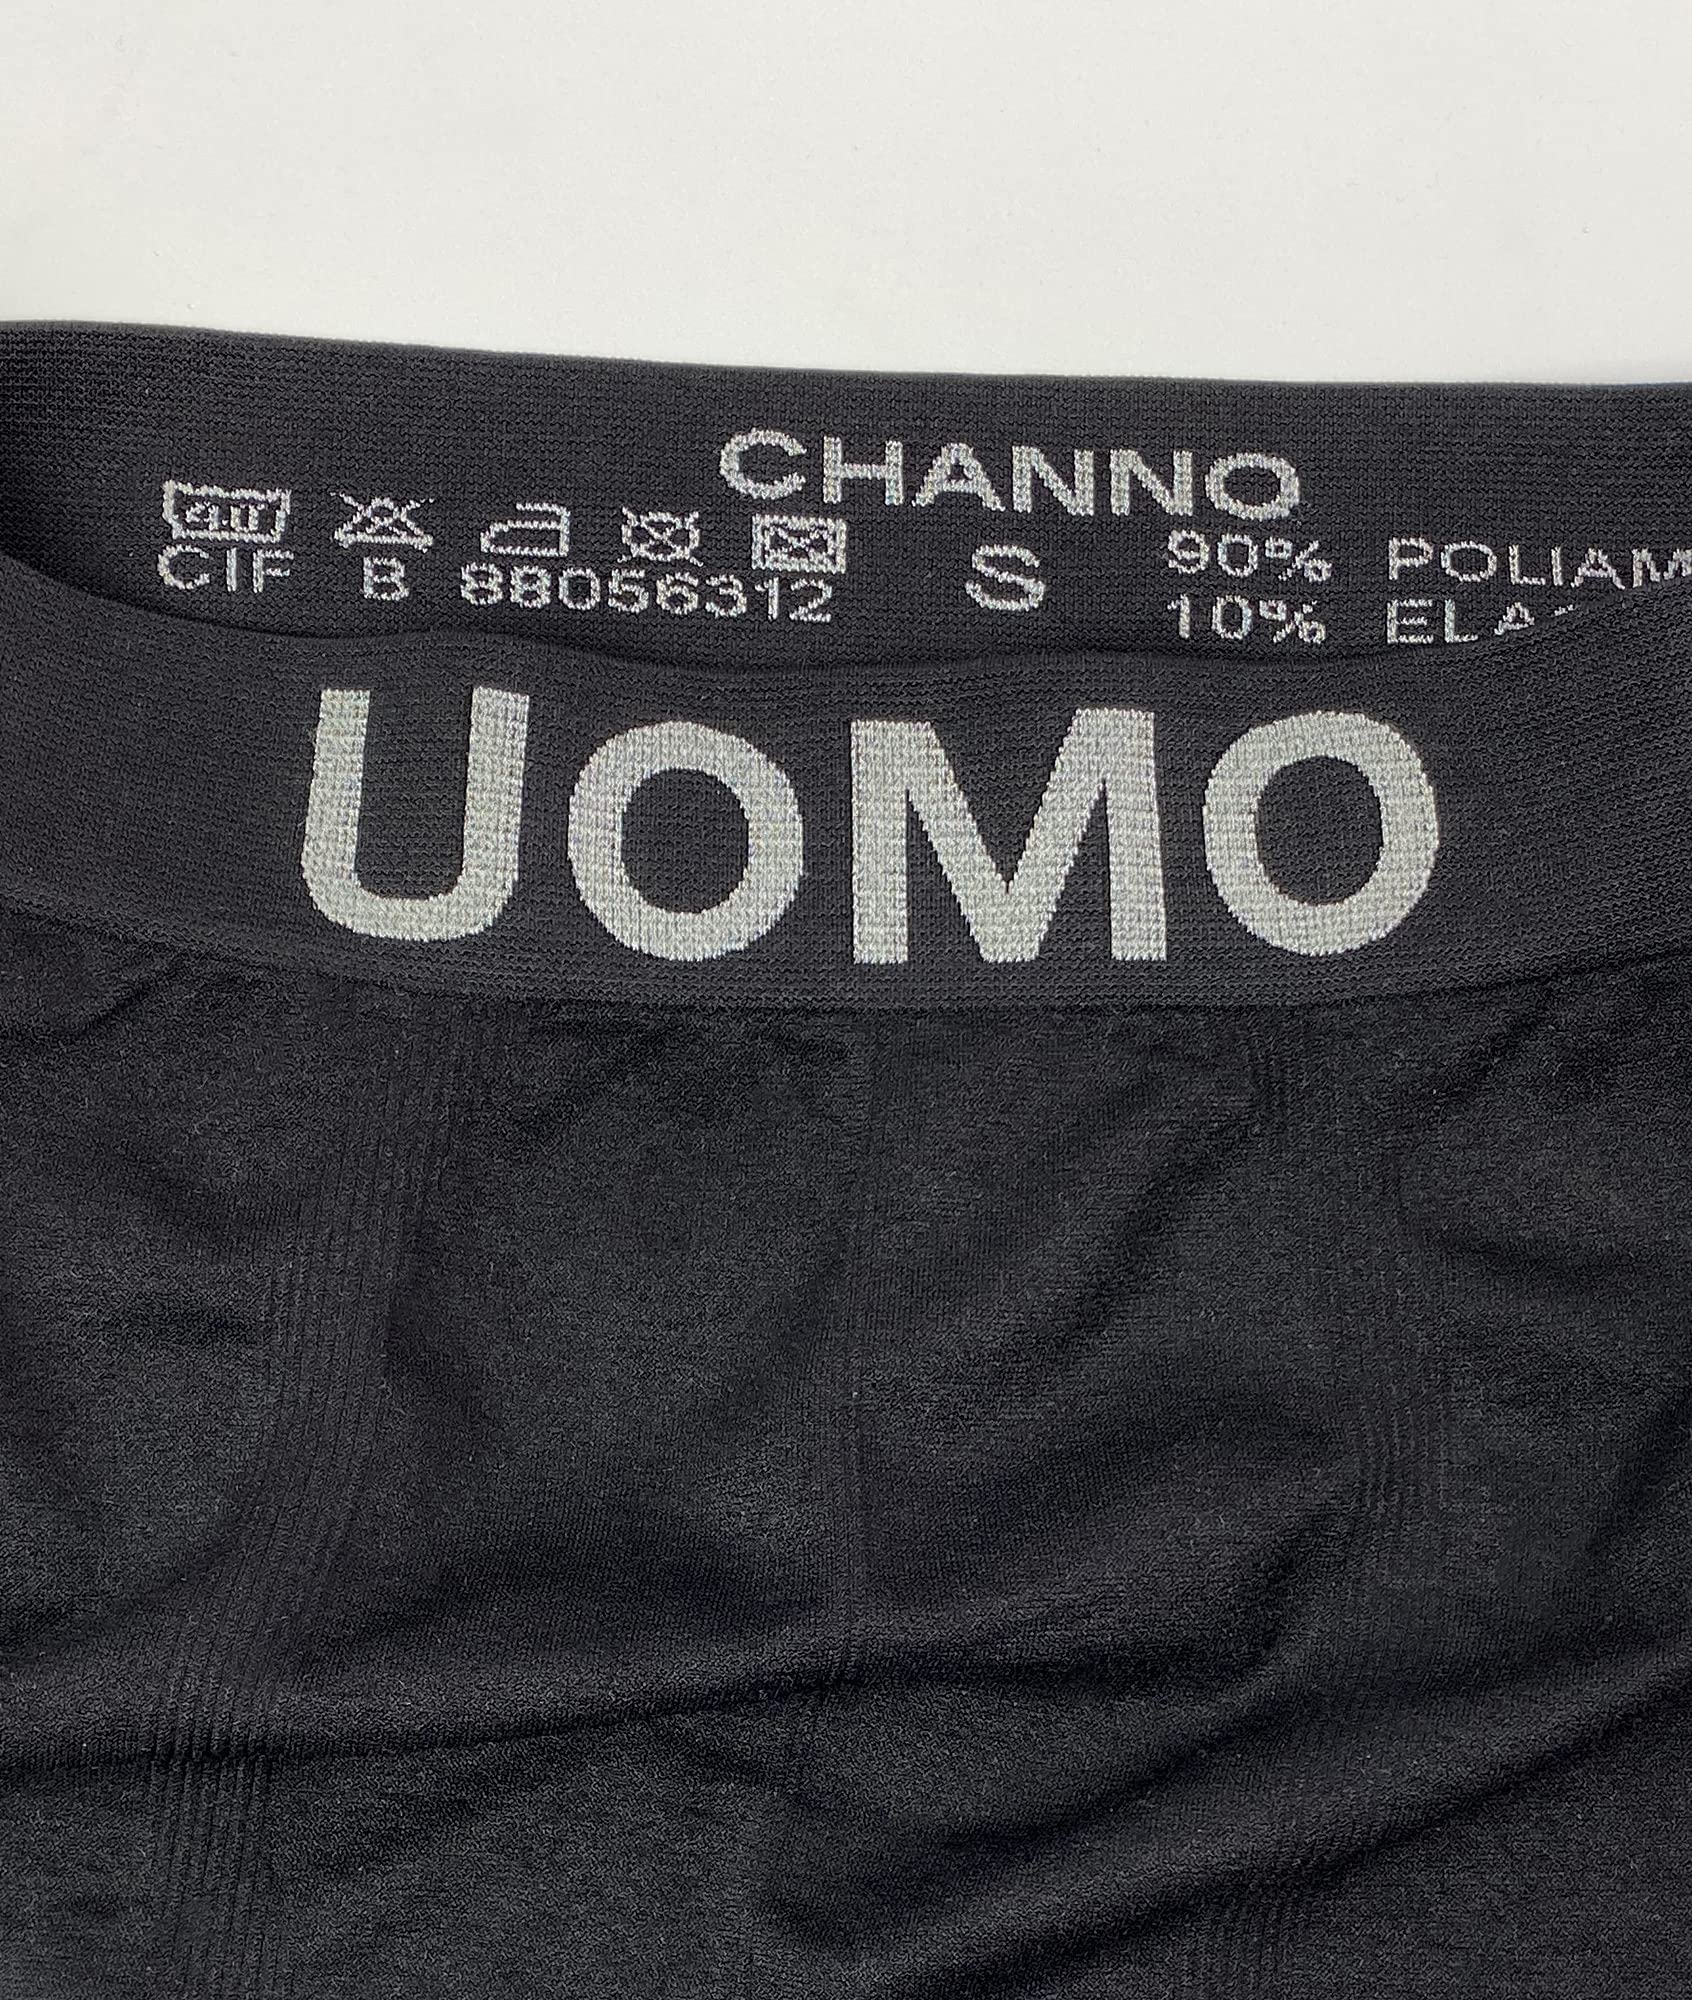 CHANNO
CIF B 88056312 S 90% POLIAM
10% ELA
UOMO